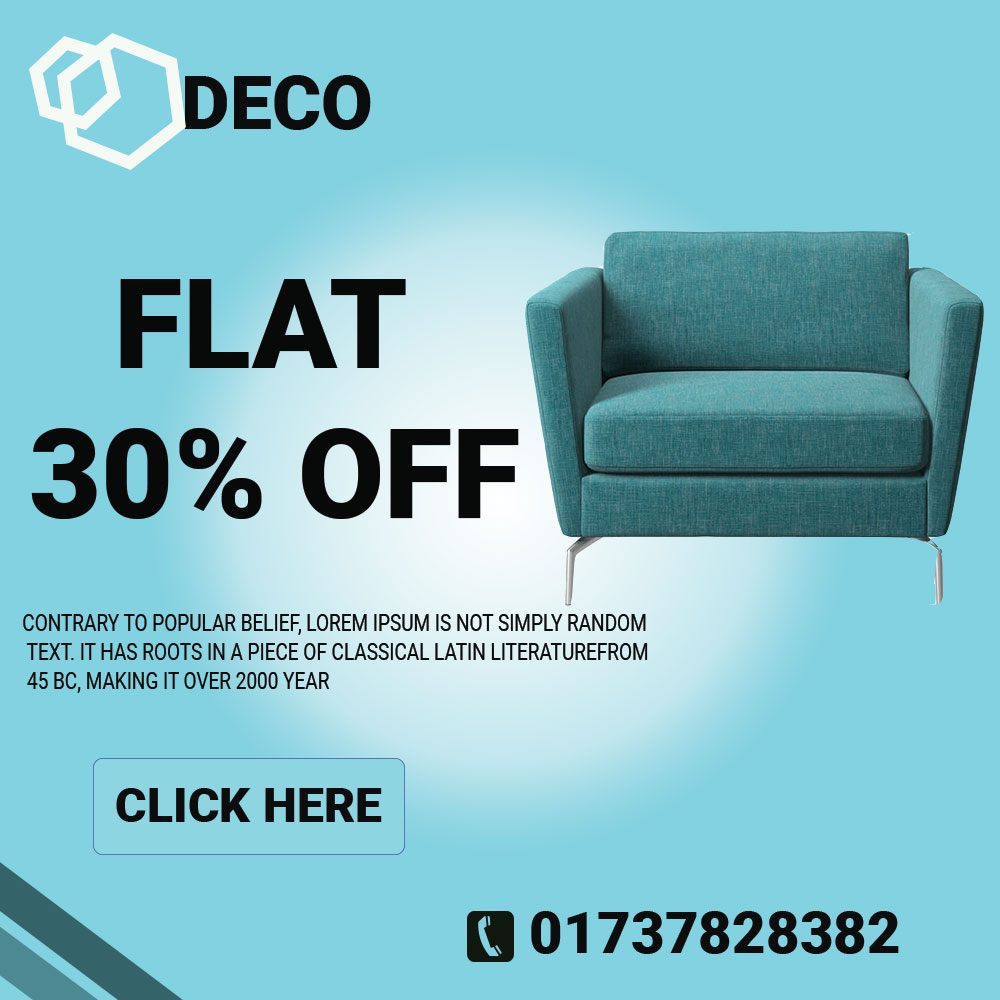 DECO
FLAT
30% OFF
CONTRARY TO POPULAR BELIEF, LOREM IPSUM IS NOT SIMPLY RANDOM
TEXT. IT HAS ROOTS IN A PIECE OF CLASSICAL LATIN LITERATUREFROM
45 BC, MAKING IT OVER 2000 YEAR
CLICK HERE
01737828382